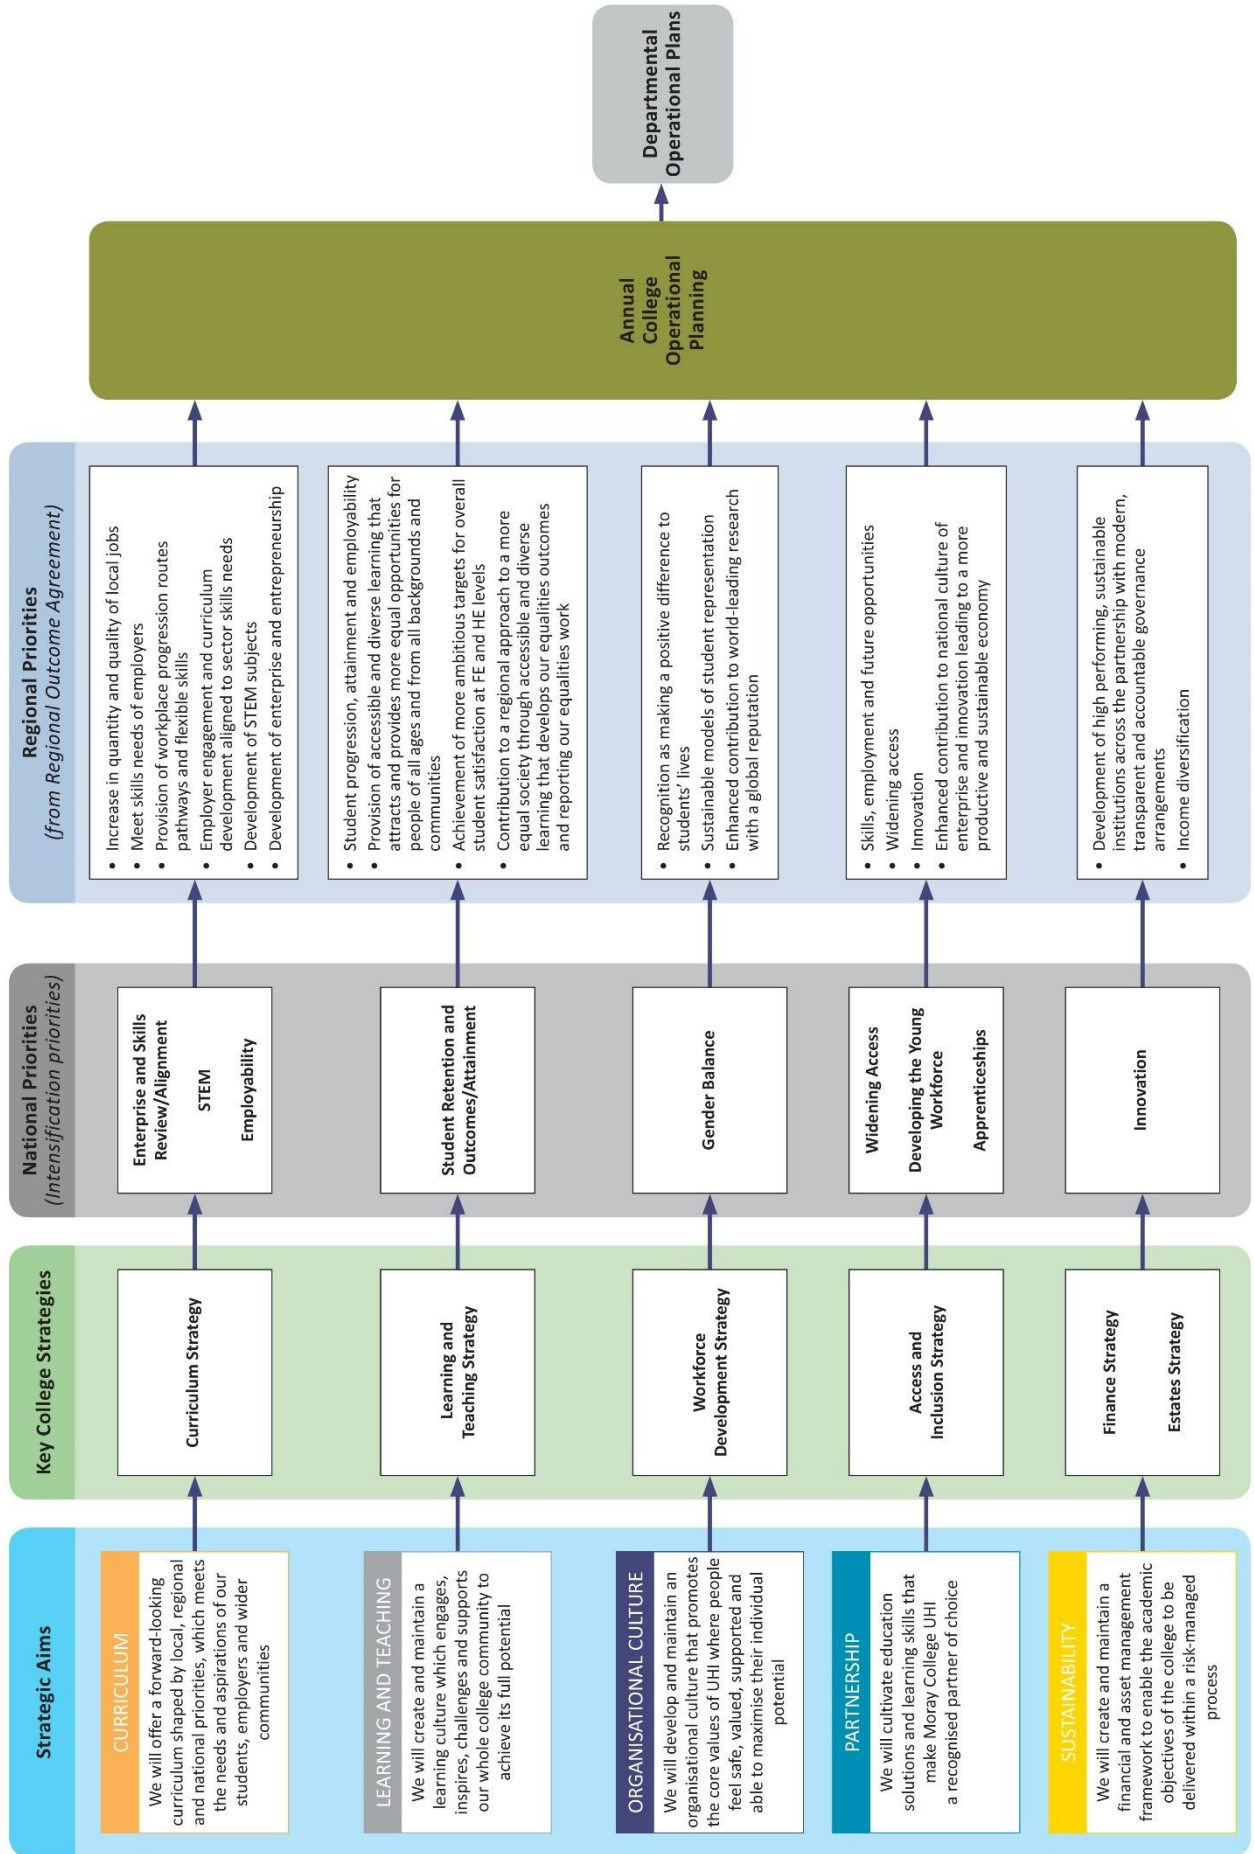 Strategic Aims
CURRICULUM
We will offer a forward-looking
curriculum shaped by local, regional
and national priorities, which meets
the needs and aspirations of our
students, employers and wider
communities
LEARNING AND TEACHING
We will create and maintain a
learning culture which engages,
inspires, challenges and supports
our whole college community to
achieve its full potential
ORGANISATIONAL CULTURE
We will develop and maintain an
organisational culture that promotes
the core values of UHI where people
feel safe, valued, supported and
able to maximise their individual
potential
PARTNERSHIP
We will cultivate education
solutions and learning skills that
make Moray College UHI
a recognised partner of choice
SUSTAINABILITY
We will create and maintain a
financial and asset management
framework to enable the academic
objectives of the college to be
delivered within a risk-managed
process
Key College Strategies
Curriculum Strategy
Learning and
Teaching Strategy
Workforce
Development Strategy
Access and
Inclusion Strategy
Finance Strategy
Estates Strategy
National Priorities
(Intensification priorities)
Enterprise and Skills
Review/Alignment
STEM
Employability
Student Retention and
Outcomes/Attainment
Gender Balance
Widening Access
Developing the Young
Workforce
Apprenticeships
Innovation
Regional Priorities
(from Regional Outcome Agreement)
• Increase in quantity and quality of local jobs
• Meet skills needs of employers
• Provision of workplace progression routes
pathways and flexible skills
• Employer engagement and curriculum
development aligned to sector skills needs
• Development of STEM subjects
• Development of enterprise and entrepreneurship
• Student progression, attainment and employability
• Provision of accessible and diverse learning that
attracts and provides more equal opportunities for
people of all ages and from all backgrounds and
communities
• Achievement of more ambitious targets for overall
student satisfaction at FE and HE levels
• Contribution to a regional approach to a more
equal society through accessible and diverse
learning that develops our equalities outcomes
and reporting our equalities work
• Recognition as making a positive difference to
students' lives
• Sustainable models of student representation
• Enhanced contribution to world-leading research
with a global reputation
• Skills, employment and future opportunities
• Widening access
• Innovation
• Enhanced contribution to national culture of
enterprise and innovation leading to a more
productive and sustainable economy
• Development of high performing, sustainable
institutions across the partnership with modern,
transparent and accountable governance
arrangements
• Income diversification
Annual
College
Operational
Planning
Departmental
Operational Plans